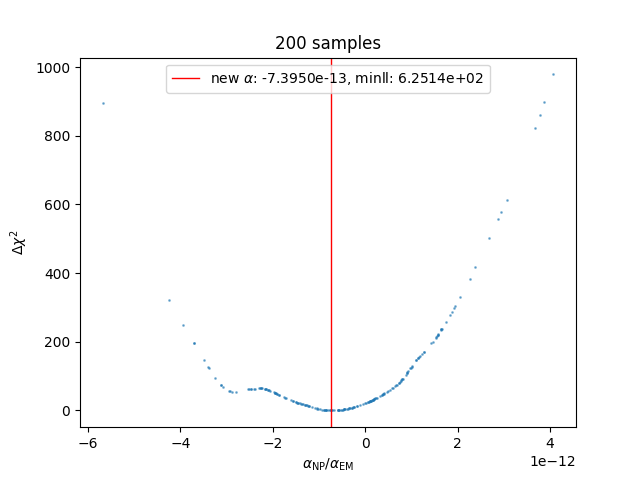 200 samples
new α: -7.3950e-13, minll: 6.2514e+02
1000
800
600
400
200
0
Δχ²
−6 −4 −2 0 2 4
1e−12
α_NP/α_EM